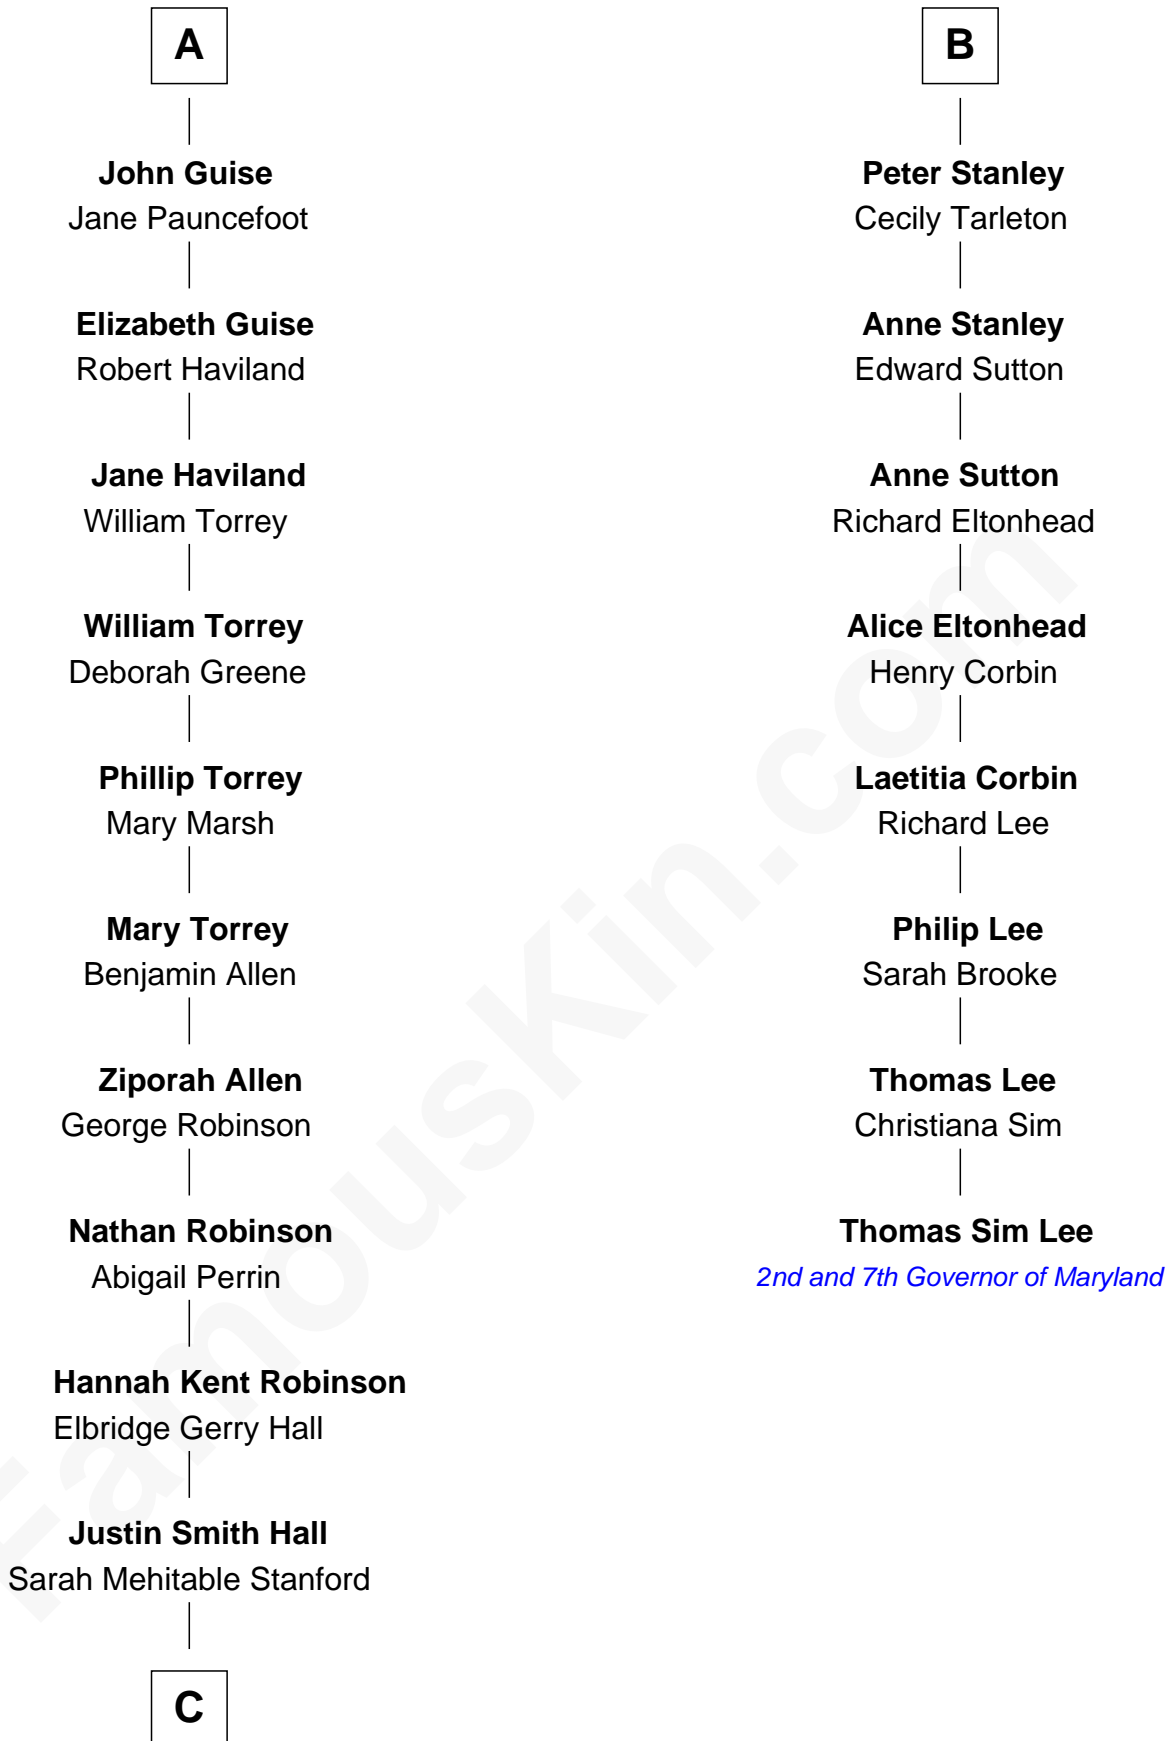 A
John Guise
Jane Pauncefoot
Elizabeth Guise
Robert Haviland
Jane Haviland
William Torrey
William Torrey
Deborah Greene
Phillip Torrey
Mary Marsh
Mary Torrey
Benjamin Allen
Ziporah Allen
George Robinson
Nathan Robinson
Abigail Perrin
Hannah Kent Robinson
Elbridge Gerry Hall
Justin Smith Hall
Sarah Mehitable Stanford
C
B
Peter Stanley
Cecily Tarleton
Anne Stanley
Edward Sutton
Anne Sutton
Richard Eltonhead
Alice Eltonhead
Henry Corbin
Laetitia Corbin
Richard Lee
Philip Lee
Sarah Brooke
Thomas Lee
Christiana Sim
Thomas Sim Lee
2nd and 7th Governor of Maryland
FamousKin.com